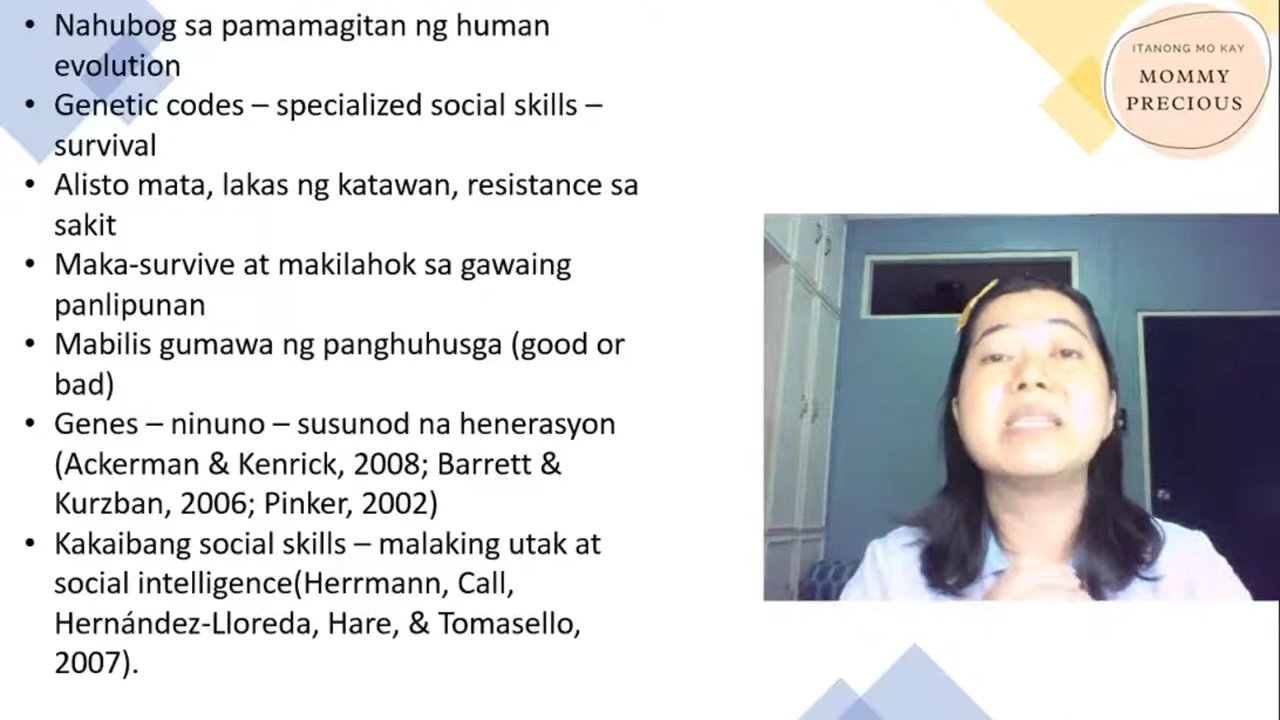 • Nahubog sa pamamagitan ng human
evolution
• Genetic codes – specialized social skills –
survival
• Alisto mata, lakas ng katawan, resistance sa
sakit
• Maka-survive at makilahok sa gawaing
panlipunan
• Mabilis gumawa ng panghuhusga (good or
bad)
• Genes – ninuno – susunod na henerasyon
(Ackerman & Kenrick, 2008; Barrett &
Kurzban, 2006; Pinker, 2002)
• Kakaibang social skills – malaking utak at
social intelligence(Herrmann, Call,
Hernández-Lloreda, Hare, & Tomasello,
2007).
ITANONG MO KAY
MOMMY
PRECIOUS